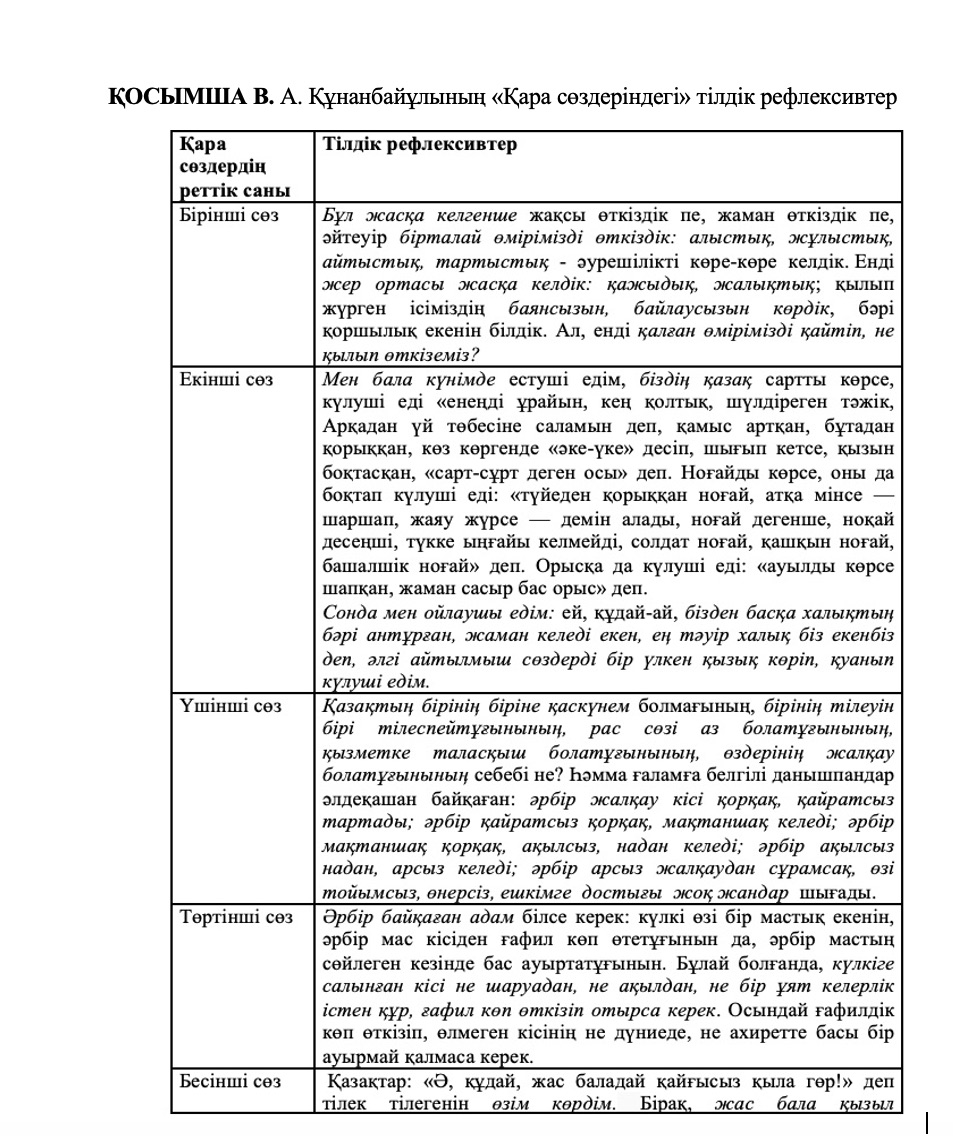 ҚОСЫМША В. А. Құнанбайұлының «Қара сөздеріндегі» тілдік рефлексивтер
Қара сөздердің реттік саны
Тілдік рефлексивтер
Бірінші сөз
Бұл жасқа келгенше жақсы өткіздік пе, жаман өткіздік пе,
әйтеуір бірталай өмірімізді өткіздік: алыстық, жұлыстық,
айтыстық, тартыстық - әурешілікті көре-көре келдік. Енді
жер ортасы жасқа келдік: қажыдық, жалықтық; қылып
жүрген ісіміздің баянсызын, байлаусызын көрдік, бәрі
қоршылық екенін білдік. Ал, енді қалған өмірімізді қайтіп, не
қылып өткіземіз?
Екінші сөз
Мен бала күнімде естуші едім, біздің қазақ сартты көрсе,
күлуші еді «енеңді ұрайын, кең қолтық, шүлдіреген тәжік,
Арқадан үй төбесіне саламын деп, қамыс артқан, бұтадан
қорыққан, көз көргенде «әке-үке» десіп, шығып кетсе, қызын
боқтасқан, «сарт-сұрт деген осы» деп. Ноғайды көрсе, оны да
боқтап күлуші еді: «түйеден қорыққан ноғай, атқа мінсе —
шаршап, жаяу жүрсе — демін алады, ноғай дегенше, ноқай
десеңші, түкке ыңғайы келмейді, солдат ноғай, қашқын ноғай,
башалшік ноғай» деп. Орысқа да күлуші еді: «ауылды көрсе
шапқан, жаман сасыр бас орыс» деп.
Сонда мен ойлаушы едім: ей, құдай-ай, бізден басқа халықтың
бәрі антұрған, жаман келеді екен, ең тәуір халық біз екенбіз
деп, әлгі айтылмыш сөздерді бір үлкен қызық көріп, қуанып
күлуші едім.
Үшінші сөз
Қазақтың бірінің біріне қаскүнем болмағының, бірінің тілеуін
бірі тілеспейтұғынының, рас сөзі аз болатұғынының,
қызметке таласқыш болатұғынының, өздерінің жалқау
болатұғынының себебі не? Һәмма ғаламға белгілі данышпандар
әлдеқашан байқаған: әрбір жалқау кісі қорқақ, қайратсыз
тартады; әрбір қайратсыз қорқақ, мақтаншақ келеді; әрбір
мақтаншақ қорқақ, ақылсыз, надан келеді; әрбір ақылсыз
надан, арсыз келеді; әрбір арсыз жалқаудан сұрамсақ, өзі
тойымсыз, өнерсіз, ешкімге достығы жоқ жандар шығады.
Төртінші сөз
Әрбір байқаған адам білсе керек: күлкі өзі бір мастық екенін,
әрбір мас кісіден ғафил көп өтетұғынын да, әрбір мастың
сөйлеген кезінде бас ауыртатұғынын. Бұлай болғанда, күлкіге
салынған кісі не шаруадан, не ақылдан, не бір ұят келерлік
істен құр, ғафил көп өткізіп отырса керек. Осындай ғафилдік
көп өткізіп, өлмеген кісінің не дүниеде, не ахиретте басы бір
ауырмай қалмаса керек.
Бесінші сөз
Қазақтар: «Ә, құдай, жас баладай қайғысыз қыла гөр!» деп
тілек тілегенін өзім көрдім. Бірақ, жас бала қызыл